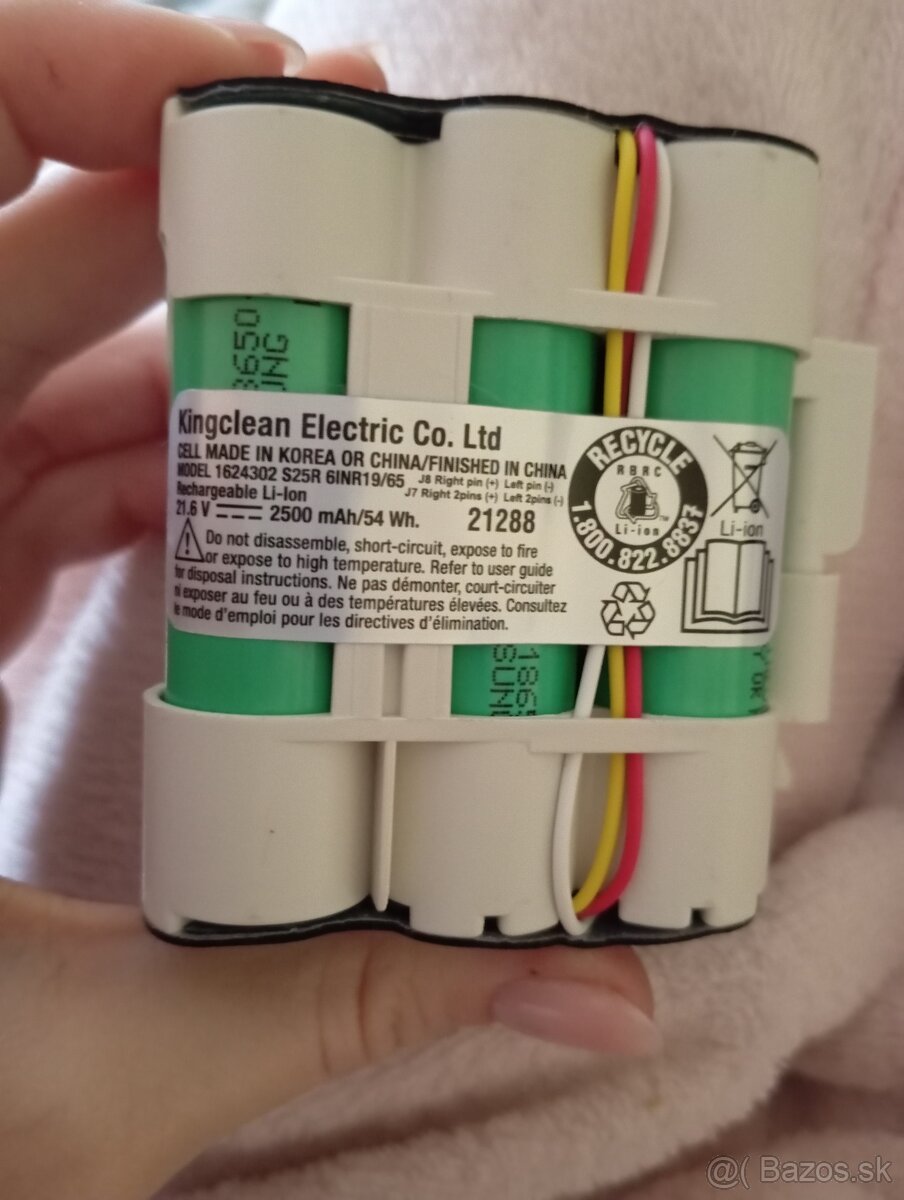 Kingclean Electric Co. Ltd
CELL MADE IN KOREA OR CHINA/FINISHED IN CHINA
MODEL 1624302 S25R 6INR19/65
J8 Right pin (+) Left pin (-)
J7 Right 2pins (+) Left 2pins (-)
Rechargeable Li-Ion
21.6 V 2500 mAh/54 Wh.
21288
Do not disassemble, short-circuit, expose to fire
or expose to high temperature. Refer to user guide
for disposal instructions. Ne pas démonter, court-circuiter
ni exposer au feu ou à des températures élevées. Consultez
le mode d'emploi pour les directives d'élimination.
RECYCLE
RBRC
Li-ion
1.800.822.8837
Li-ion
@( Bazos.sk